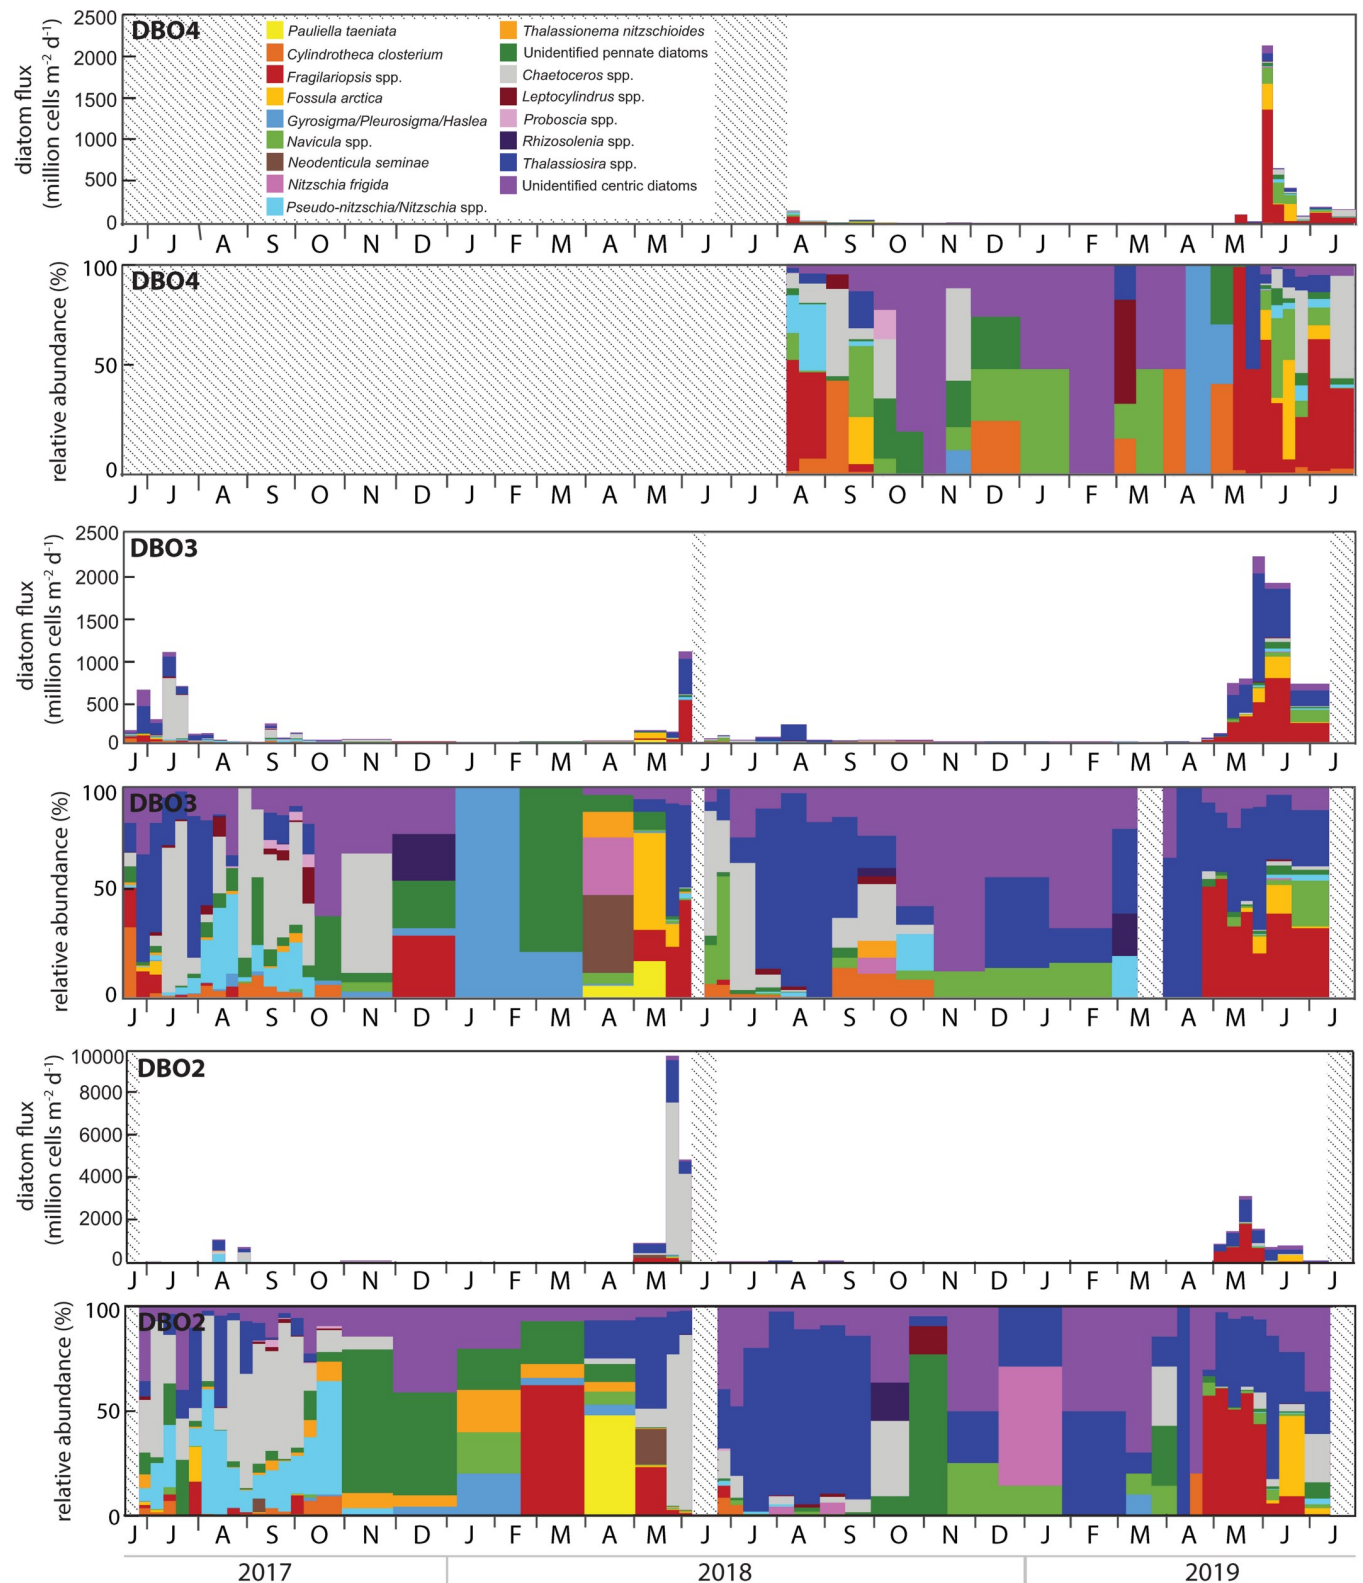 DBO4
diatom flux
(million cells m-2 d-1)
2500
2000
1500
1000
500
0
Pauliella taeniata
Cylindrotheca closterium
Fragilariopsis spp.
Fossula arctica
Gyrosigma/Pleurosigma/Haslea
Navicula spp.
Neodenticula seminae
Nitzschia frigida
Pseudo-nitzschia/Nitzschia spp.
Thalassionema nitzschioides
Unidentified pennate diatoms
Chaetoceros spp.
Leptocylindrus spp.
Proboscia spp.
Rhizosolenia spp.
Thalassiosira spp.
Unidentified centric diatoms
J J A S O N D J F M A M J J A S O N D J F M A M J J
DBO4
relative abundance (%)
100
50
0
J J A S O N D J F M A M J J A S O N D J F M A M J J
DBO3
diatom flux
(million cells m-2 d-1)
2500
2000
1500
1000
500
0
J J A S O N D J F M A M J J A S O N D J F M A M J J
DBO3
relative abundance (%)
100
50
0
J J A S O N D J F M A M J J A S O N D J F M A M J J
DBO2
diatom flux
(million cells m-2 d-1)
10000
8000
6000
4000
2000
0
J J A S O N D J F M A M J J A S O N D J F M A M J J
DBO2
relative abundance (%)
100
50
0
J J A S O N D J F M A M J J A S O N D J F M A M J J
2017 2018 2019